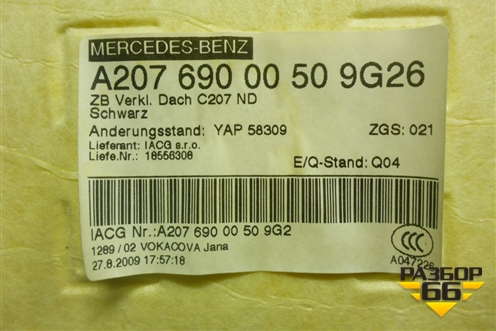 MERCEDES-BENZ
A207 690 00 50 9G26
ZB Verkl. Dach C207 ND
Schwarz
Änderungsstand: YAP 58309 ZGS: 021
Lieferant: IACG s.r.o.
Liefe.Nr.: 18556308
E/Q-Stand: Q04
IACG Nr.:A207 690 00 50 9G2
1289 / 02 VOKACOVA Jana
27.8.2009 17:57:18
CCC
A047226
РАЗБОР
66